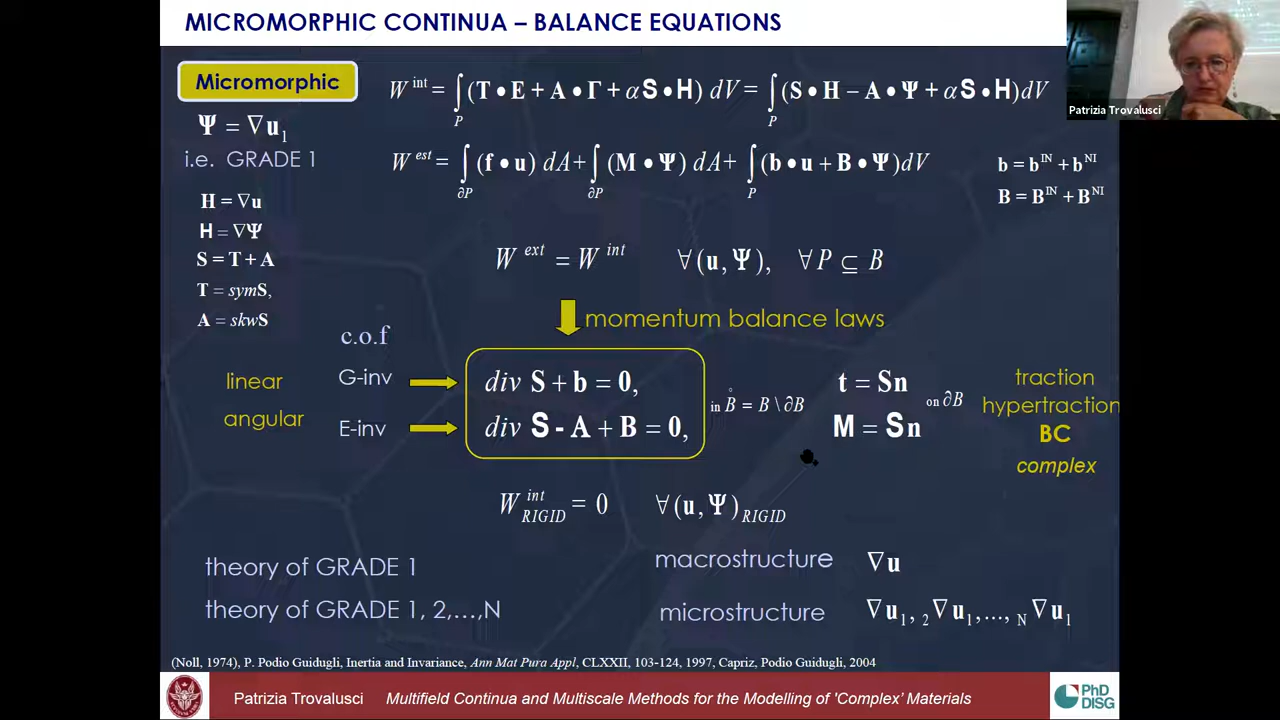 MICROMORPHIC CONTINUA – BALANCE EQUATIONS
Patrizia Trovalusci
Micromorphic
W^int = ∫_P (T • E + A • Γ + αS • H) dV = ∫_P (S • H – A • Ψ + αS • H)dV
Ψ = ∇u₁
i.e. GRADE 1
W^est = ∫_∂P (f • u) dA+ ∫_∂P (M • Ψ) dA+ ∫_P (b • u + B • Ψ)dV
b = b^IN + b^NI
B = B^IN + B^NI
H = ∇u
H = ∇Ψ
S = T + A
T = symS,
A = skwS
W^ext = W^int ∀(u, Ψ), ∀P ⊆ B
momentum balance laws
c.o.f
linear G-inv div S + b = 0,
angular E-inv div S - A + B = 0,
in B̊ = B \ ∂B
t = Sn
M = Sn
on ∂B
traction
hypertraction
BC
complex
W^int_RIGID = 0 ∀(u, Ψ)_RIGID
theory of GRADE 1 macrostructure ∇u
theory of GRADE 1, 2,…,N microstructure ∇u₁, ₂∇u₁,..., _N∇u₁
(Noll, 1974), P. Podio Guidugli, Inertia and Invariance, Ann Mat Pura Appl, CLXXII, 103-124, 1997, Capriz, Podio Guidugli, 2004
Patrizia Trovalusci Multifield Continua and Multiscale Methods for the Modelling of 'Complex' Materials
PhD
DISG